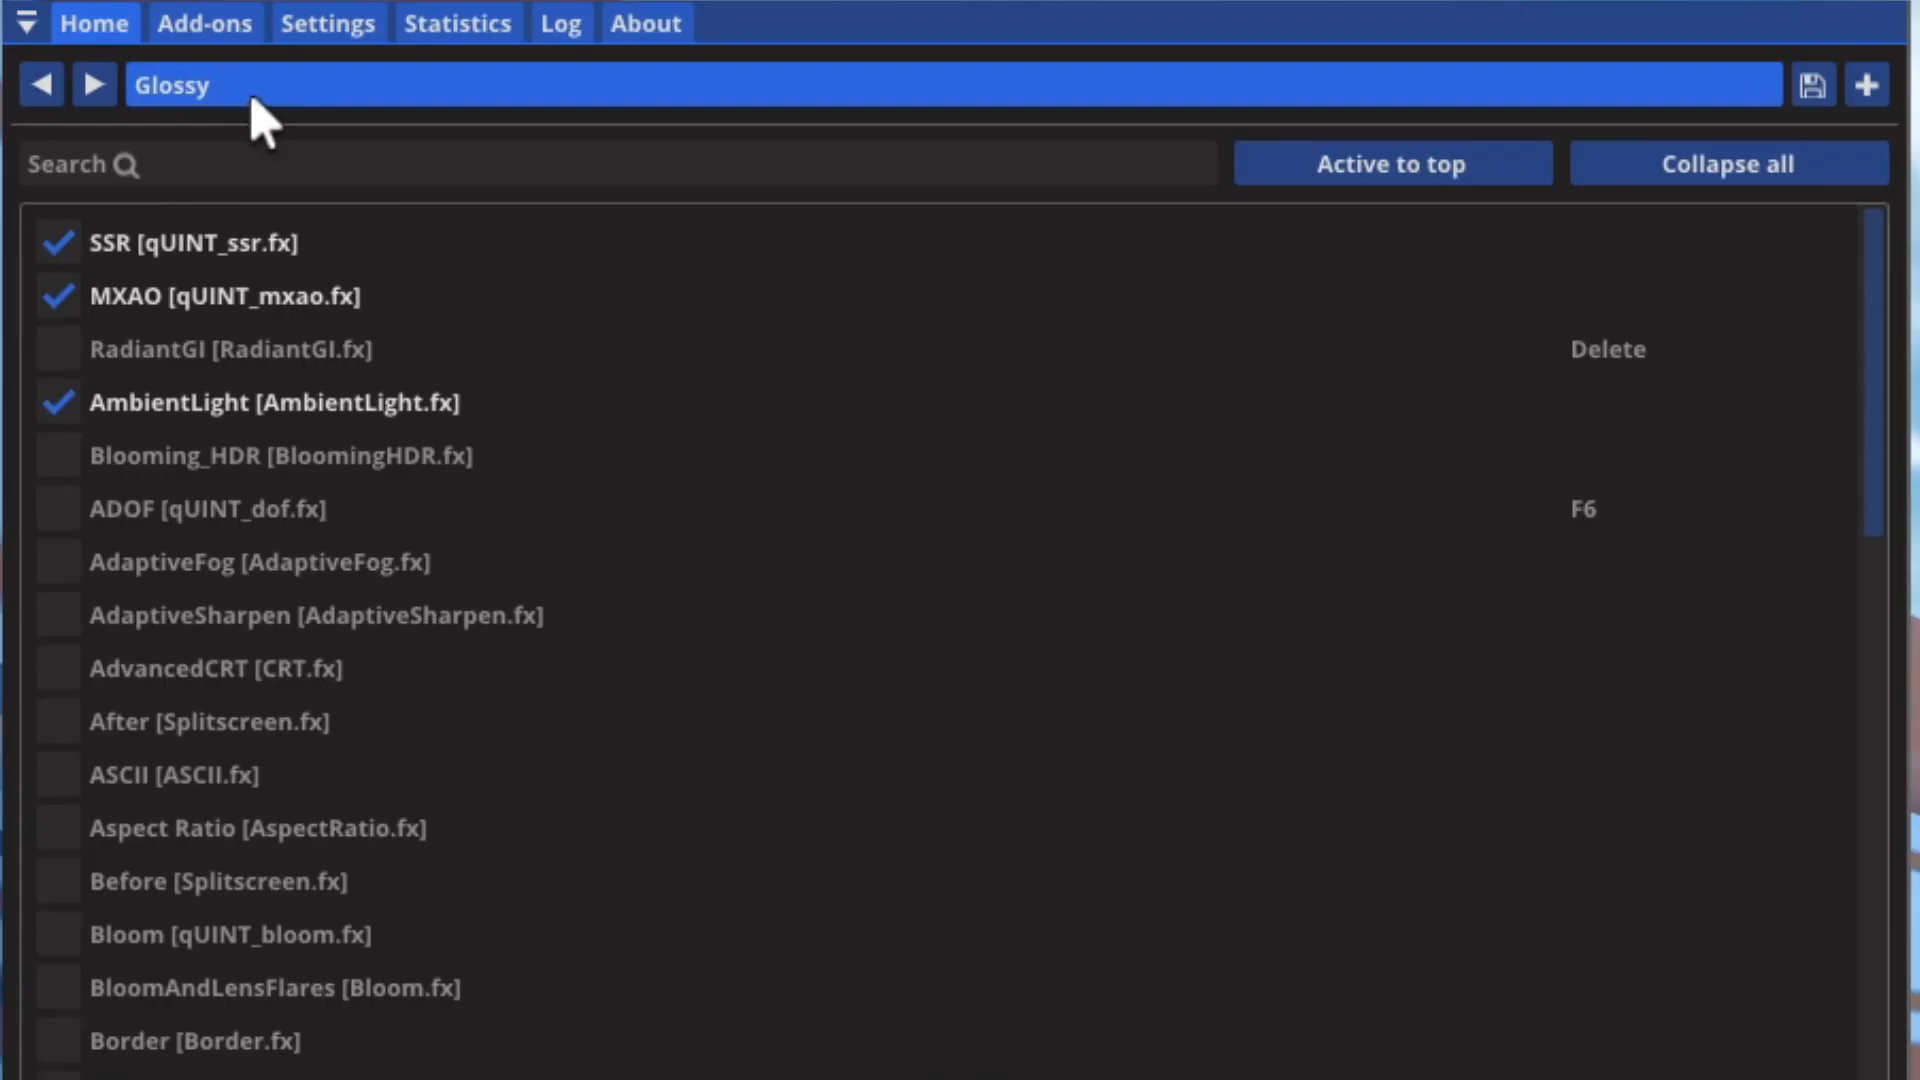 Home Add-ons Settings Statistics Log About
Glossy
Search Active to top Collapse all
SSR [qUINT_ssr.fx]
MXAO [qUINT_mxao.fx]
RadiantGI [RadiantGI.fx] Delete
AmbientLight [AmbientLight.fx]
Blooming_HDR [BloomingHDR.fx]
ADOF [qUINT_dof.fx] F6
AdaptiveFog [AdaptiveFog.fx]
AdaptiveSharpen [AdaptiveSharpen.fx]
AdvancedCRT [CRT.fx]
After [Splitscreen.fx]
ASCII [ASCII.fx]
Aspect Ratio [AspectRatio.fx]
Before [Splitscreen.fx]
Bloom [qUINT_bloom.fx]
BloomAndLensFlares [Bloom.fx]
Border [Border.fx]